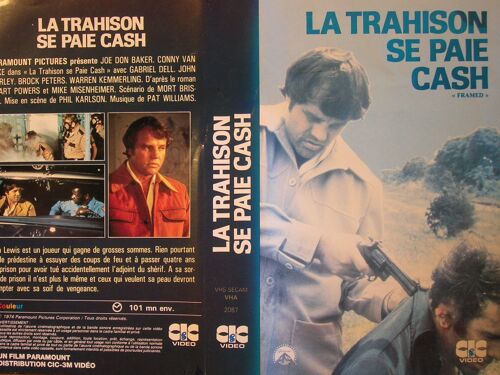 LA TRAHISON
SE PAIE CASH
ARAMOUNT PICTURES présente JOE DON BAKER. CONNY VAN
KE dans « La Trahison se Paie Cash » avec GABRIEL DELL. JOHN
RLEY, BROCK PETERS. WARREN KEMMERLING. D'après le roman
ART POWERS et MIKE MISENHEIMER. Scénario de MORT BRIS-
. Mise en scène de PHIL KARLSON. Musique de PAT WILLIAMS.
n Lewis est un joueur qui gagne de grosses sommes. Rien pourtant
le prédestine à essuyer des coups de feu et à passer quatre ans
prison pour avoir tué accidentellement l'adjoint du shérif. A sa sor-
de prison il n'est plus le même et ceux qui veulent sa peau devront
mpter avec sa soif de vengeance.
Couleur
101 mn env.
© 1974 Paramount Pictures Corporation / Tous droits réservés.
VERTISSEMENT
CIC
VIDEO
UN FILM PARAMOUNT
DISTRIBUTION CIC-3M VIDÉO
LA TRAHISON
SE PAIE CASH
VHS SECAM
VHA
2087
CIC
VIDEO
LA TRAHISON
SE PAIE
CASH
« FRAMED »
CIC
VIDEO